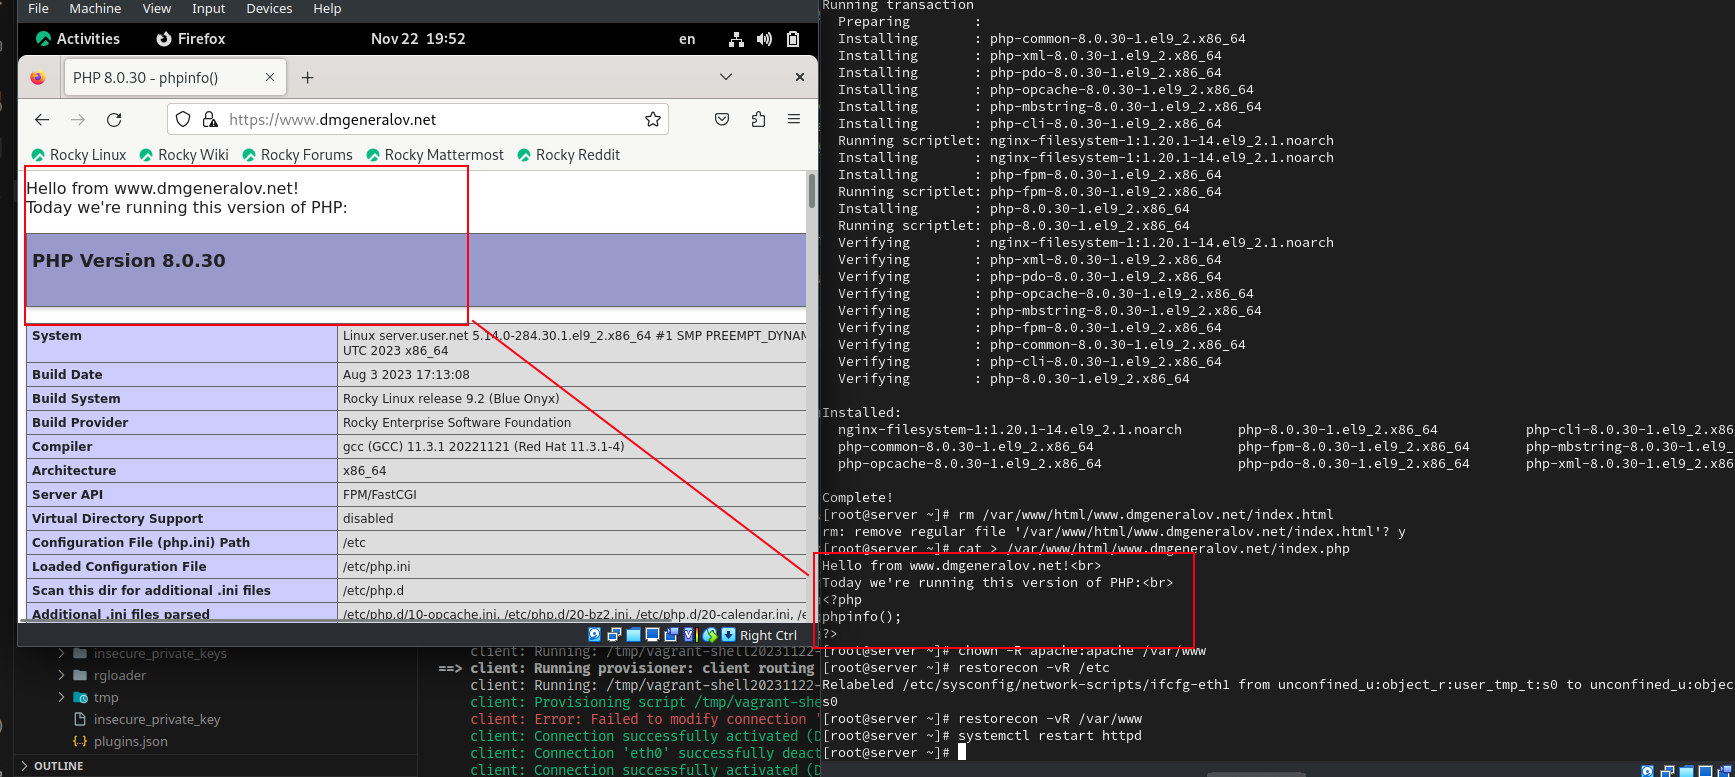 File Machine View Input Devices Help
Activities Firefox Nov 22 19:52 en
PHP 8.0.30 - phpinfo()
https://www.dmgeneralov.net
Rocky Linux Rocky Wiki Rocky Forums Rocky Mattermost Rocky Reddit
Hello from www.dmgeneralov.net!
Today we're running this version of PHP:
PHP Version 8.0.30
System Linux server.user.net 5.14.0-284.30.1.el9_2.x86_64 #1 SMP PREEMPT_DYNAM
UTC 2023 x86_64
Build Date Aug 3 2023 17:13:08
Build System Rocky Linux release 9.2 (Blue Onyx)
Build Provider Rocky Enterprise Software Foundation
Compiler gcc (GCC) 11.3.1 20221121 (Red Hat 11.3.1-4)
Architecture x86_64
Server API FPM/FastCGI
Virtual Directory Support disabled
Configuration File (php.ini) Path /etc
Loaded Configuration File /etc/php.ini
Scan this dir for additional .ini files /etc/php.d
Additional .ini files parsed /etc/php.d/10-opcache.ini, /etc/php.d/20-bz2.ini, /etc/php.d/20-calendar.ini, /e
Right Ctrl
insecure_private_keys
rgloader
tmp
insecure_private_key
plugins.json
OUTLINE
client: Running: /tmp/vagrant-shell20231122-
==> client: Running provisioner: client routing
client: Running: /tmp/vagrant-shell20231122-
client: Provisioning script /tmp/vagrant-she
client: Error: Failed to modify connection '
client: Connection successfully activated (D
client: Connection 'eth0' successfully deact
client: Connection successfully activated (D
Running transaction
Preparing :
Installing : php-common-8.0.30-1.el9_2.x86_64
Installing : php-xml-8.0.30-1.el9_2.x86_64
Installing : php-pdo-8.0.30-1.el9_2.x86_64
Installing : php-opcache-8.0.30-1.el9_2.x86_64
Installing : php-mbstring-8.0.30-1.el9_2.x86_64
Installing : php-cli-8.0.30-1.el9_2.x86_64
Running scriptlet: nginx-filesystem-1:1.20.1-14.el9_2.1.noarch
Installing : nginx-filesystem-1:1.20.1-14.el9_2.1.noarch
Installing : php-fpm-8.0.30-1.el9_2.x86_64
Running scriptlet: php-fpm-8.0.30-1.el9_2.x86_64
Installing : php-8.0.30-1.el9_2.x86_64
Running scriptlet: php-8.0.30-1.el9_2.x86_64
Verifying : nginx-filesystem-1:1.20.1-14.el9_2.1.noarch
Verifying : php-xml-8.0.30-1.el9_2.x86_64
Verifying : php-pdo-8.0.30-1.el9_2.x86_64
Verifying : php-opcache-8.0.30-1.el9_2.x86_64
Verifying : php-mbstring-8.0.30-1.el9_2.x86_64
Verifying : php-fpm-8.0.30-1.el9_2.x86_64
Verifying : php-common-8.0.30-1.el9_2.x86_64
Verifying : php-cli-8.0.30-1.el9_2.x86_64
Verifying : php-8.0.30-1.el9_2.x86_64
Installed:
nginx-filesystem-1:1.20.1-14.el9_2.1.noarch php-8.0.30-1.el9_2.x86_64 php-cli-8.0.30-1.el9_2.x86
php-common-8.0.30-1.el9_2.x86_64 php-fpm-8.0.30-1.el9_2.x86_64 php-mbstring-8.0.30-1.el9_
php-opcache-8.0.30-1.el9_2.x86_64 php-pdo-8.0.30-1.el9_2.x86_64 php-xml-8.0.30-1.el9_2.x86
Complete!
[root@server ~]# rm /var/www/html/www.dmgeneralov.net/index.html
rm: remove regular file '/var/www/html/www.dmgeneralov.net/index.html'? y
[root@server ~]# cat > /var/www/html/www.dmgeneralov.net/index.php
Hello from www.dmgeneralov.net!<br>
Today we're running this version of PHP:<br>
<?php
phpinfo();
?>
[root@server ~]# chown -R apache:apache /var/www
[root@server ~]# restorecon -vR /etc
Relabeled /etc/sysconfig/network-scripts/ifcfg-eth1 from unconfined_u:object_r:user_tmp_t:s0 to unconfined_u:objec
s0
[root@server ~]# restorecon -vR /var/www
[root@server ~]# systemctl restart httpd
[root@server ~]#